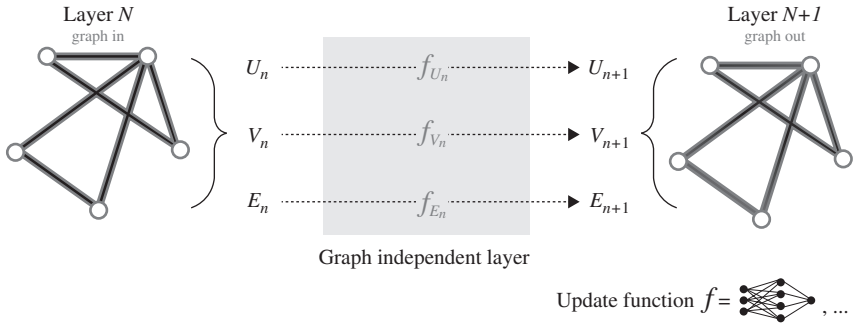 Layer N
graph in
Layer N+1
graph out
U_n
f_{U_n}
U_{n+1}
V_n
f_{V_n}
V_{n+1}
E_n
f_{E_n}
E_{n+1}
Graph independent layer
Update function f = , ...